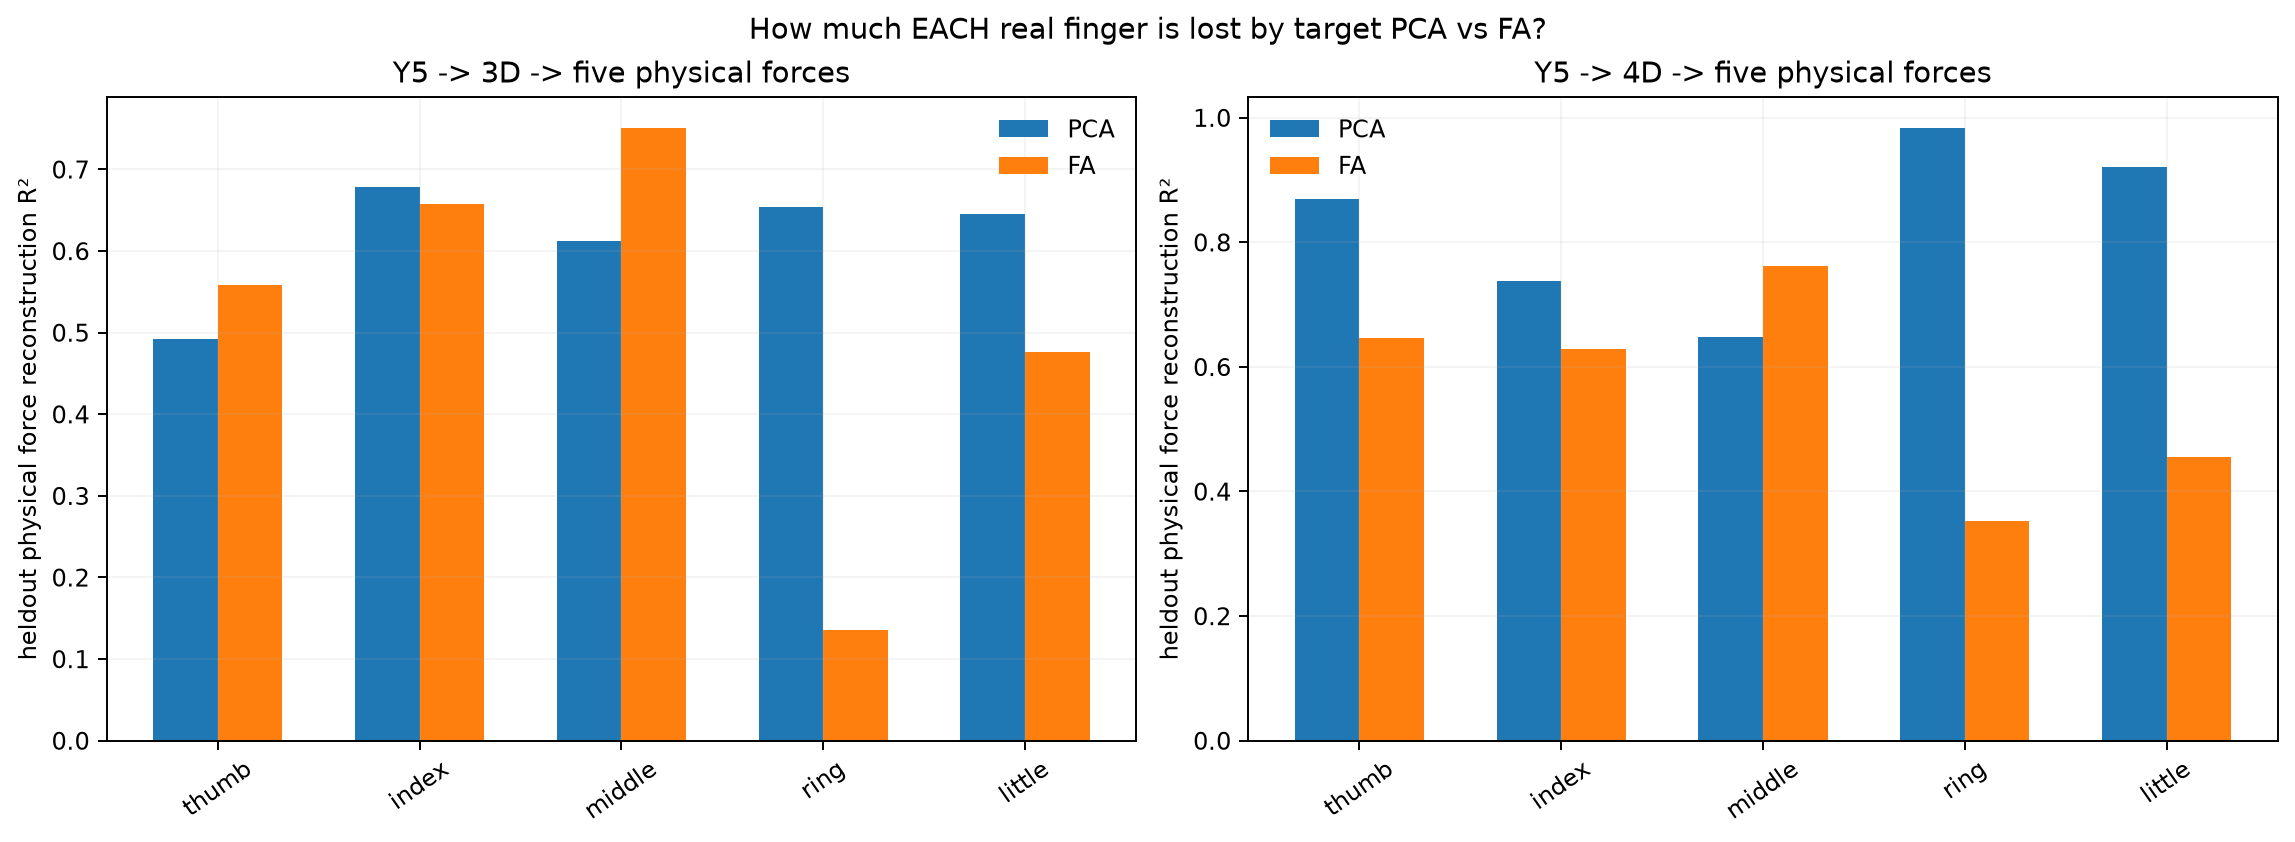 How much EACH real finger is lost by target PCA vs FA?
Y5 -> 3D -> five physical forces
heldout physical force reconstruction R²
0.7
0.6
0.5
0.4
0.3
0.2
0.1
0.0
PCA
FA
thumb
index
middle
ring
little
Y5 -> 4D -> five physical forces
heldout physical force reconstruction R²
1.0
0.8
0.6
0.4
0.2
0.0
PCA
FA
thumb
index
middle
ring
little